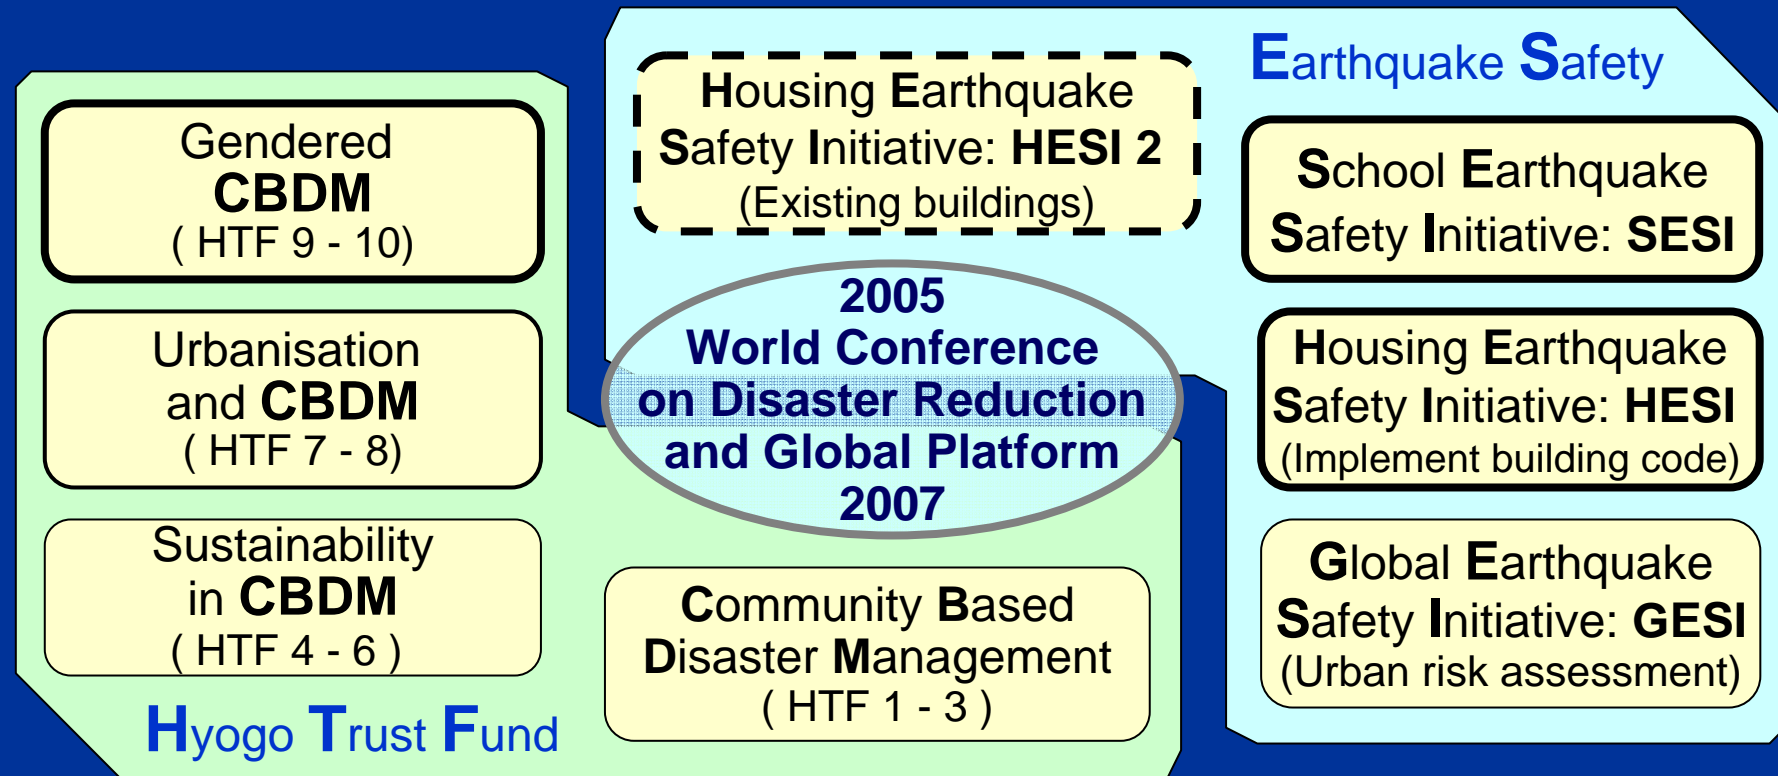 Gendered
CBDM
( HTF 9 - 10)
Urbanisation
and CBDM
( HTF 7 - 8)
Sustainability
in CBDM
( HTF 4 - 6 )
Hyogo Trust Fund
Housing Earthquake
Safety Initiative: HESI 2
(Existing buildings)
2005
World Conference
on Disaster Reduction
and Global Platform
2007
Community Based
Disaster Management
( HTF 1 - 3 )
Earthquake Safety
School Earthquake
Safety Initiative: SESI
Housing Earthquake
Safety Initiative: HESI
(Implement building code)
Global Earthquake
Safety Initiative: GESI
(Urban risk assessment)